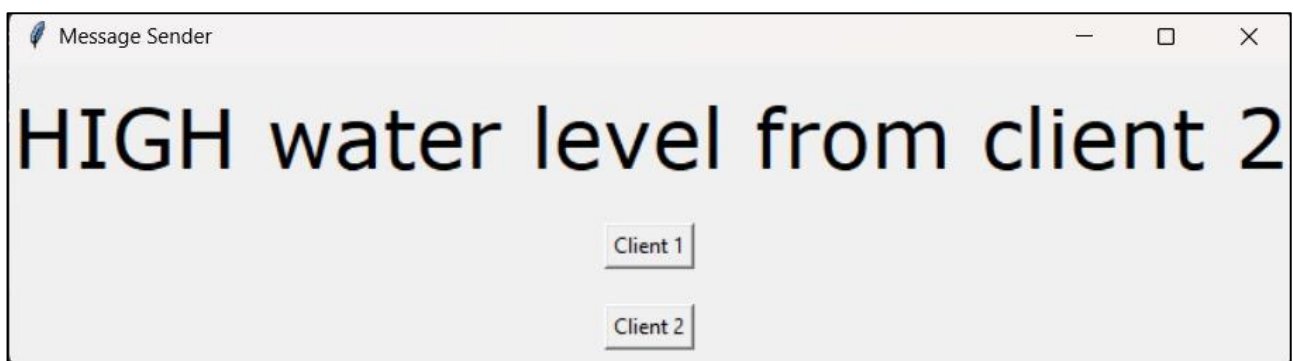 Message Sender
HIGH water level from client 2
Client 1
Client 2